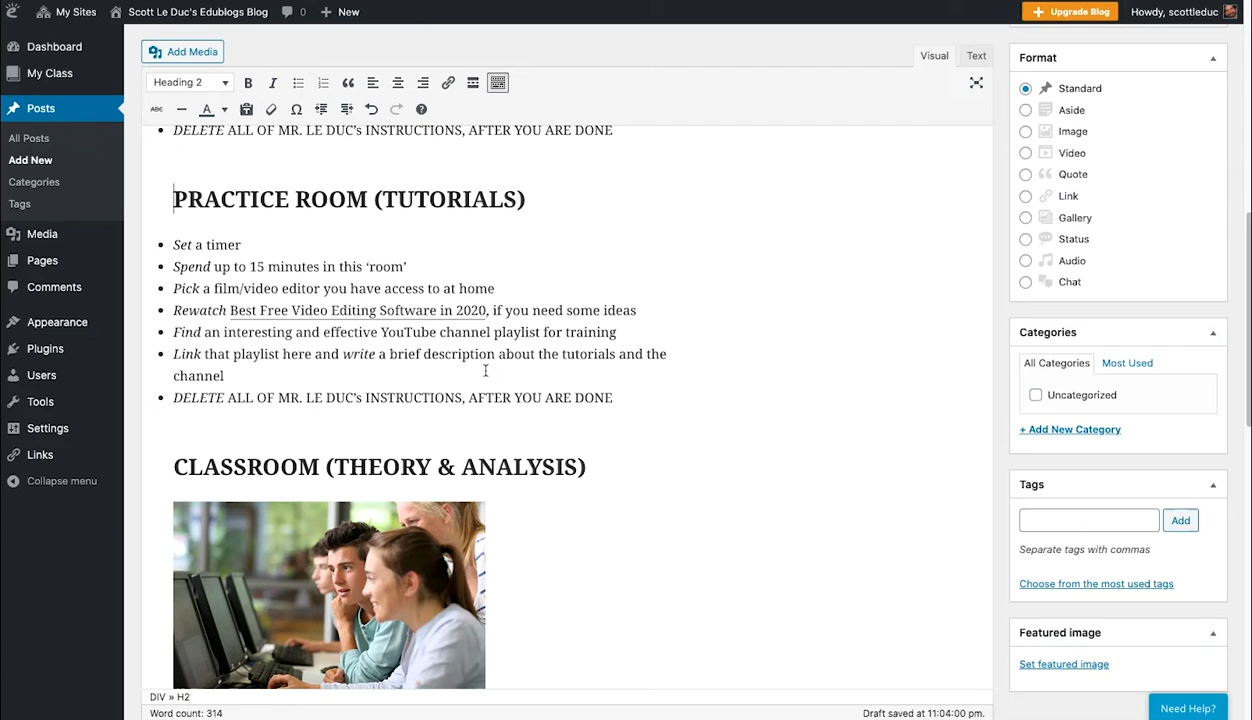 My Sites
Scott Le Duc's Edublogs Blog
0
New
Upgrade Blog
Howdy, scottleduc
Dashboard
My Class
Posts
All Posts
Add New
Categories
Tags
Media
Pages
Comments
Appearance
Plugins
Users
Tools
Settings
Links
Collapse menu
Add Media
Visual
Text
Heading 2
B
I
ABC
A
DELETE ALL OF MR. LE DUC's INSTRUCTIONS, AFTER YOU ARE DONE
PRACTICE ROOM (TUTORIALS)
Set a timer
Spend up to 15 minutes in this ‘room’
Pick a film/video editor you have access to at home
Rewatch Best Free Video Editing Software in 2020, if you need some ideas
Find an interesting and effective YouTube channel playlist for training
Link that playlist here and write a brief description about the tutorials and the
channel
DELETE ALL OF MR. LE DUC's INSTRUCTIONS, AFTER YOU ARE DONE
CLASSROOM (THEORY & ANALYSIS)
DIV » H2
Word count: 314
Draft saved at 11:04:00 pm.
Format
Standard
Aside
Image
Video
Quote
Link
Gallery
Status
Audio
Chat
Categories
All Categories
Most Used
Uncategorized
+ Add New Category
Tags
Add
Separate tags with commas
Choose from the most used tags
Featured image
Set featured image
Need Help?